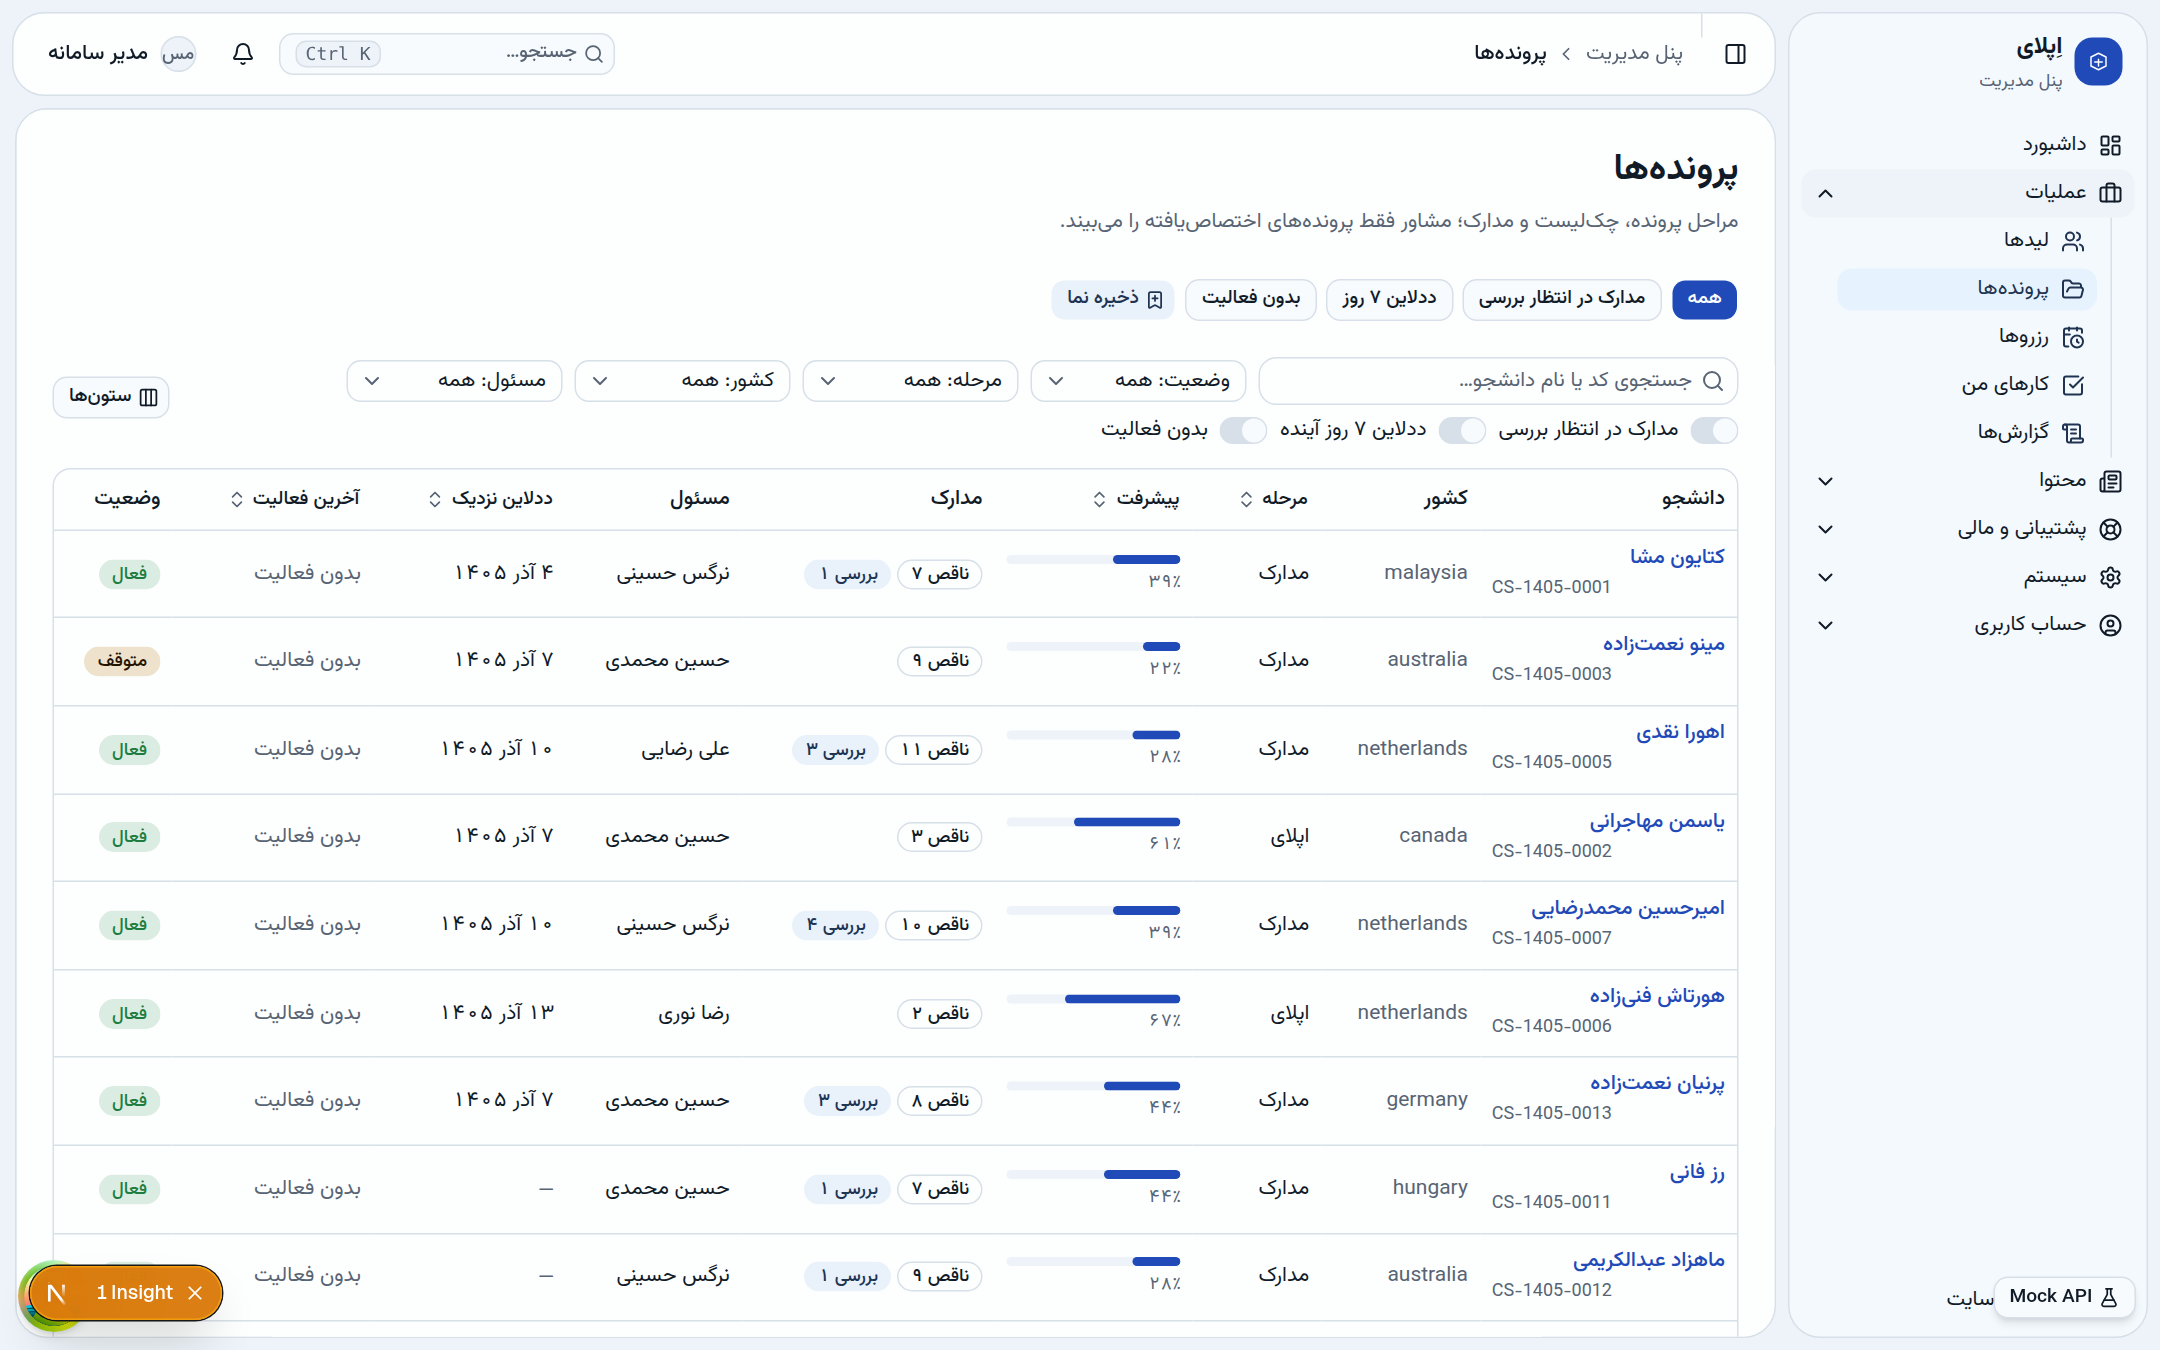 اِپلای
پنل مدیریت
داشبورد
عملیات
لیدها
پرونده‌ها
رزروها
کارهای من
گزارش‌ها
محتوا
پشتیبانی و مالی
سیستم
حساب کاربری
Mock API
سایت
پنل مدیریت
پرونده‌ها
جستجو...
Ctrl K
مس
مدیر سامانه
پرونده‌ها
مراحل پرونده، چک‌لیست و مدارک؛ مشاور فقط پرونده‌های اختصاص‌یافته را می‌بیند.
همه
مدارک در انتظار بررسی
ددلاین ۷ روز
بدون فعالیت
ذخیره نما
جستجوی کد یا نام دانشجو...
وضعیت: همه
مرحله: همه
کشور: همه
مسئول: همه
ستون‌ها
مدارک در انتظار بررسی
ددلاین ۷ روز آینده
بدون فعالیت
دانشجو کشور مرحله پیشرفت مدارک مسئول ددلاین نزدیک آخرین فعالیت وضعیت
کتایون مشا
CS-1405-0001
malaysia مدارک ۳۹٪ ناقص ۷ بررسی ۱ نرگس حسینی ۴ آذر ۱۴۰۵ بدون فعالیت فعال
مینو نعمت‌زاده
CS-1405-0003
australia مدارک ۲۲٪ ناقص ۹ حسین محمدی ۷ آذر ۱۴۰۵ بدون فعالیت متوقف
اهورا نقدی
CS-1405-0005
netherlands مدارک ۲۸٪ ناقص ۱۱ بررسی ۳ علی رضایی ۱۰ آذر ۱۴۰۵ بدون فعالیت فعال
یاسمن مهاجرانی
CS-1405-0002
canada اپلای ۶۱٪ ناقص ۳ حسین محمدی ۷ آذر ۱۴۰۵ بدون فعالیت فعال
امیرحسین محمدرضایی
CS-1405-0007
netherlands مدارک ۳۹٪ ناقص ۱۰ بررسی ۴ نرگس حسینی ۱۰ آذر ۱۴۰۵ بدون فعالیت فعال
هورتاش فنی‌زاده
CS-1405-0006
netherlands اپلای ۶۷٪ ناقص ۲ رضا نوری ۱۳ آذر ۱۴۰۵ بدون فعالیت فعال
پرنیان نعمت‌زاده
CS-1405-0013
germany مدارک ۴۴٪ ناقص ۸ بررسی ۳ حسین محمدی ۷ آذر ۱۴۰۵ بدون فعالیت فعال
رز فانی
CS-1405-0011
hungary مدارک ۴۴٪ ناقص ۷ بررسی ۱ حسین محمدی — بدون فعالیت فعال
ماهزاد عبدالکریمی
CS-1405-0012
australia مدارک ۲۸٪ ناقص ۹ بررسی ۱ نرگس حسینی — بدون فعالیت
N 1 Insight